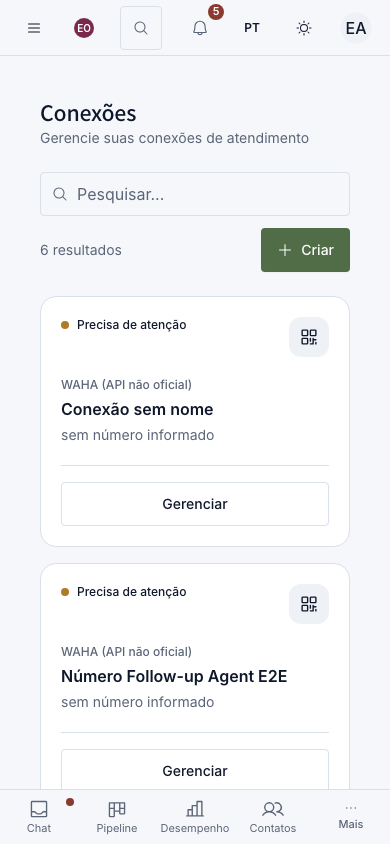 EO
5
PT
EA
Conexões
Gerencie suas conexões de atendimento
Pesquisar...
6 resultados
Criar
Precisa de atenção
WAHA (API não oficial)
Conexão sem nome
sem número informado
Gerenciar
Precisa de atenção
WAHA (API não oficial)
Número Follow-up Agent E2E
sem número informado
Gerenciar
Chat
Pipeline
Desempenho
Contatos
Mais